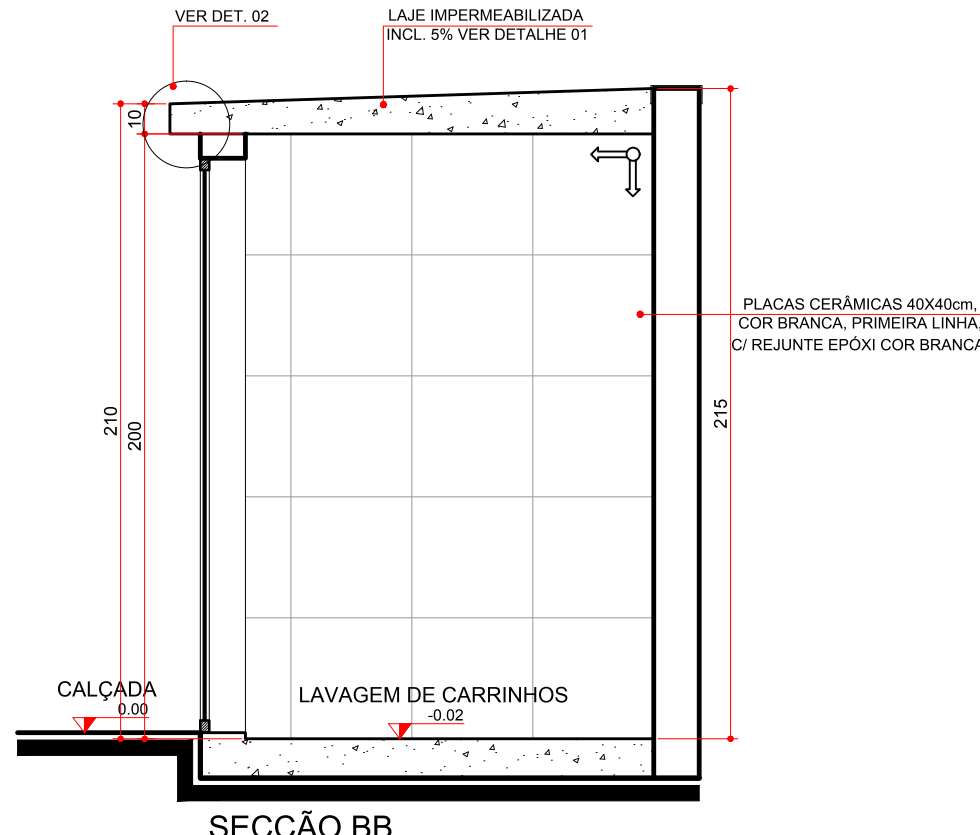 VER DET. 02
LAJE IMPERMEABILIZADA
INCL. 5% VER DETALHE 01
10
PLACAS CERÂMICAS 40X40cm,
COR BRANCA, PRIMEIRA LINHA,
C/ REJUNTE EPÓXI COR BRANCA
210
200
215
CALÇADA
0.00
LAVAGEM DE CARRINHOS
-0.02
SECCÃO BB